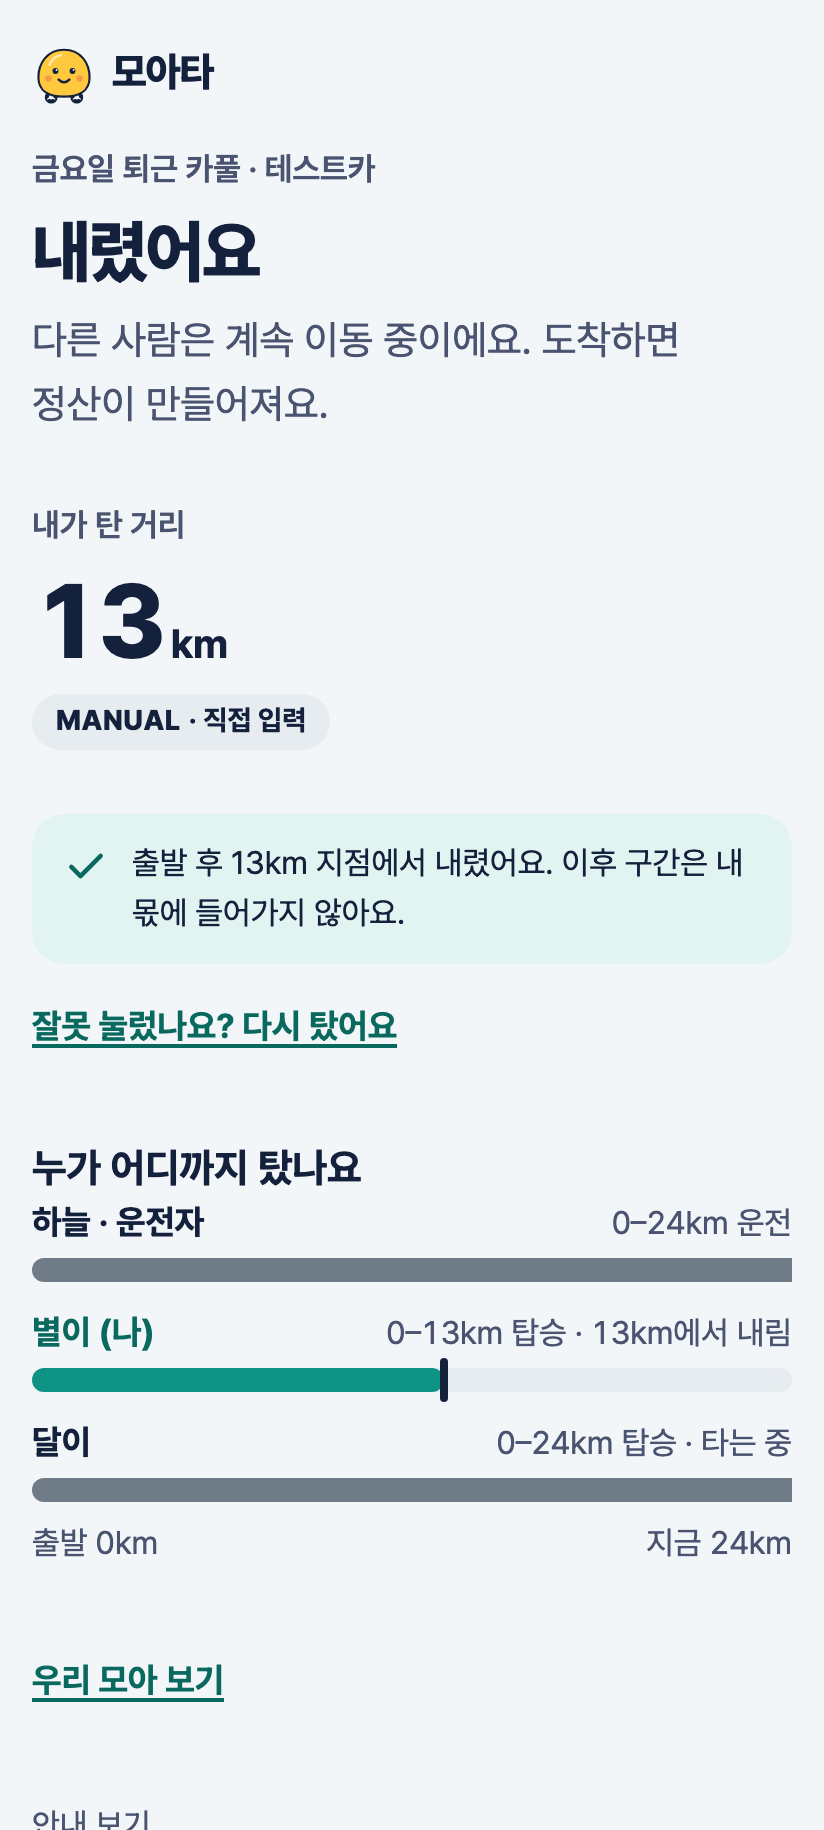 모아타
금요일 퇴근 카풀 · 테스트카
내렸어요
다른 사람은 계속 이동 중이에요. 도착하면
정산이 만들어져요.
내가 탄 거리
13 km
MANUAL · 직접 입력
출발 후 13km 지점에서 내렸어요. 이후 구간은 내
몫에 들어가지 않아요.
잘못 눌렀나요? 다시 탔어요
누가 어디까지 탔나요
하늘 · 운전자 0–24km 운전
별이 (나) 0–13km 탑승 · 13km에서 내림
달이 0–24km 탑승 · 타는 중
출발 0km 지금 24km
우리 모아 보기
안내 보기